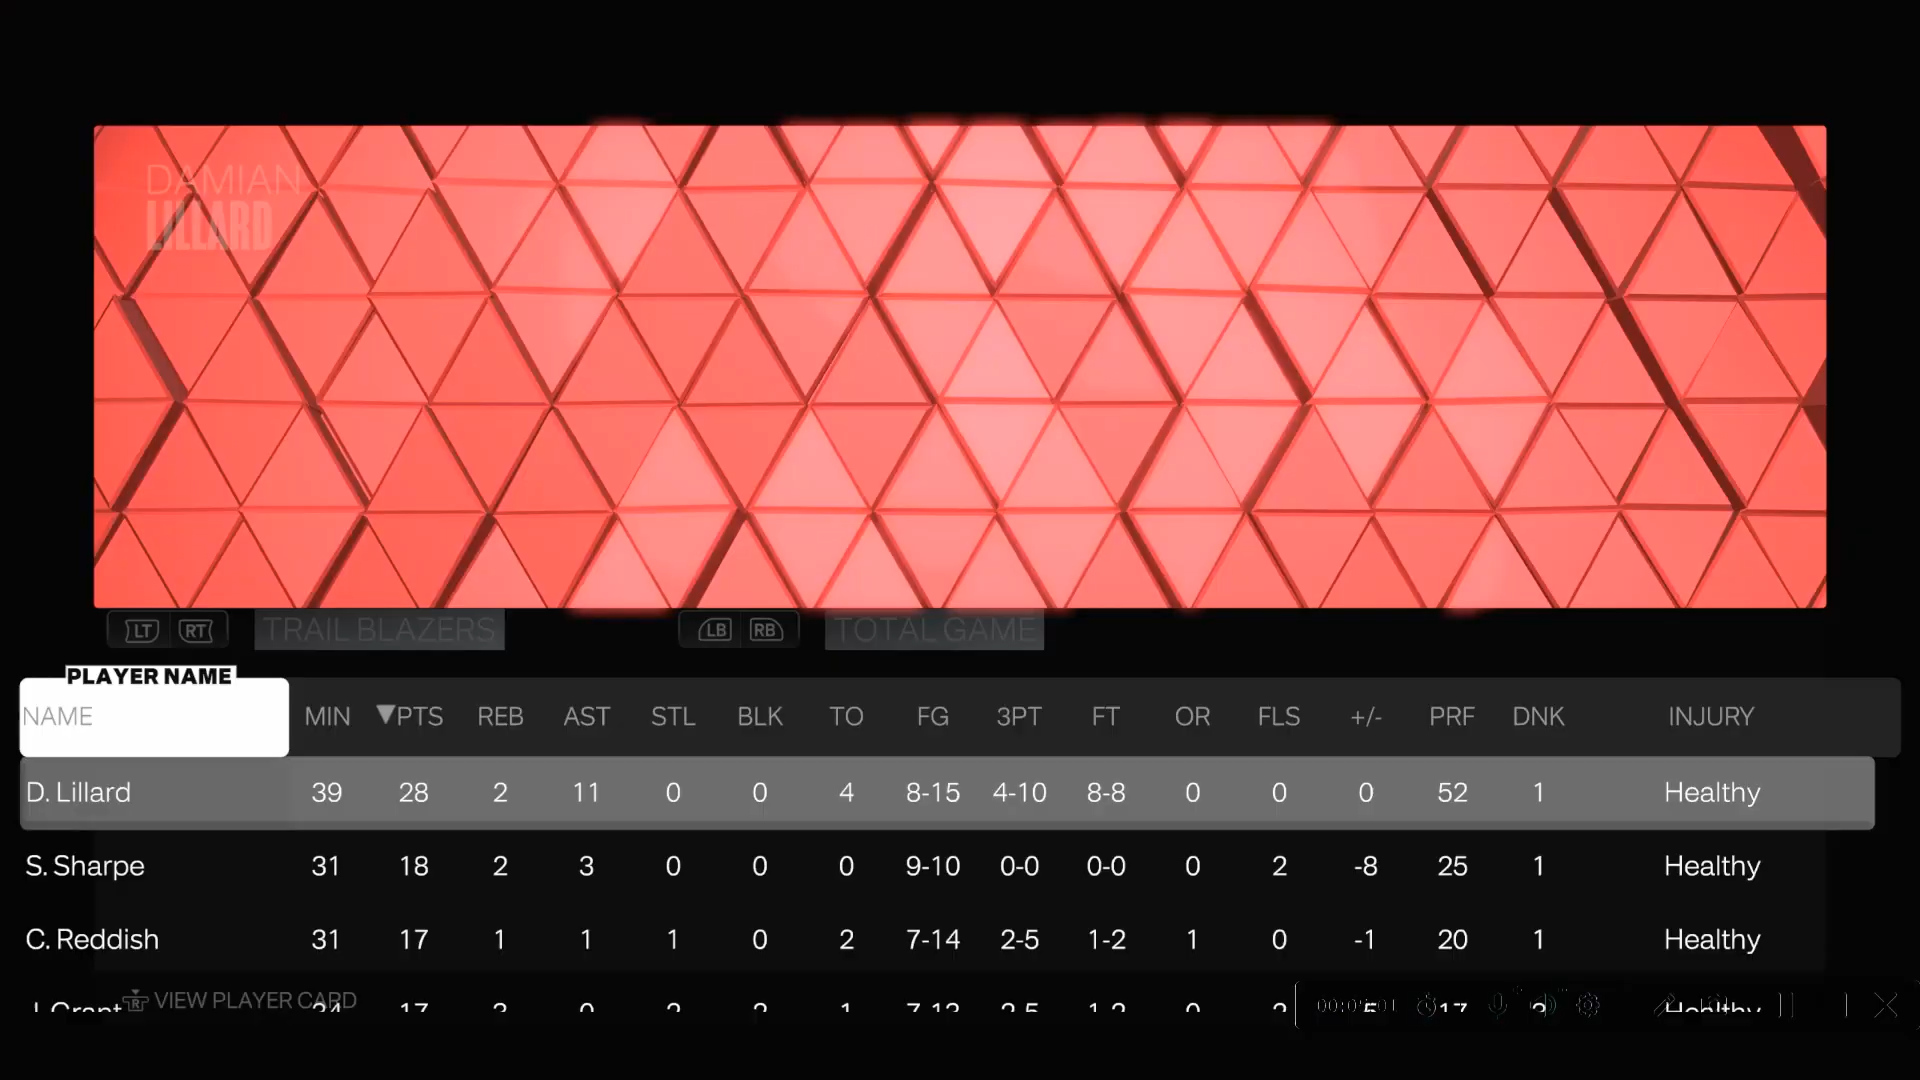 DAMIAN
LILLARD
LT RT TRAIL BLAZERS LB RB TOTAL GAME
PLAYER NAME
NAME MIN ▼PTS REB AST STL BLK TO FG 3PT FT OR FLS +/- PRF DNK INJURY
D. Lillard 39 28 2 11 0 0 4 8-15 4-10 8-8 0 0 0 52 1 Healthy
S. Sharpe 31 18 2 3 0 0 0 9-10 0-0 0-0 0 2 -8 25 1 Healthy
C. Reddish 31 17 1 1 1 0 2 7-14 2-5 1-2 1 0 -1 20 1 Healthy
R VIEW PLAYER CARD